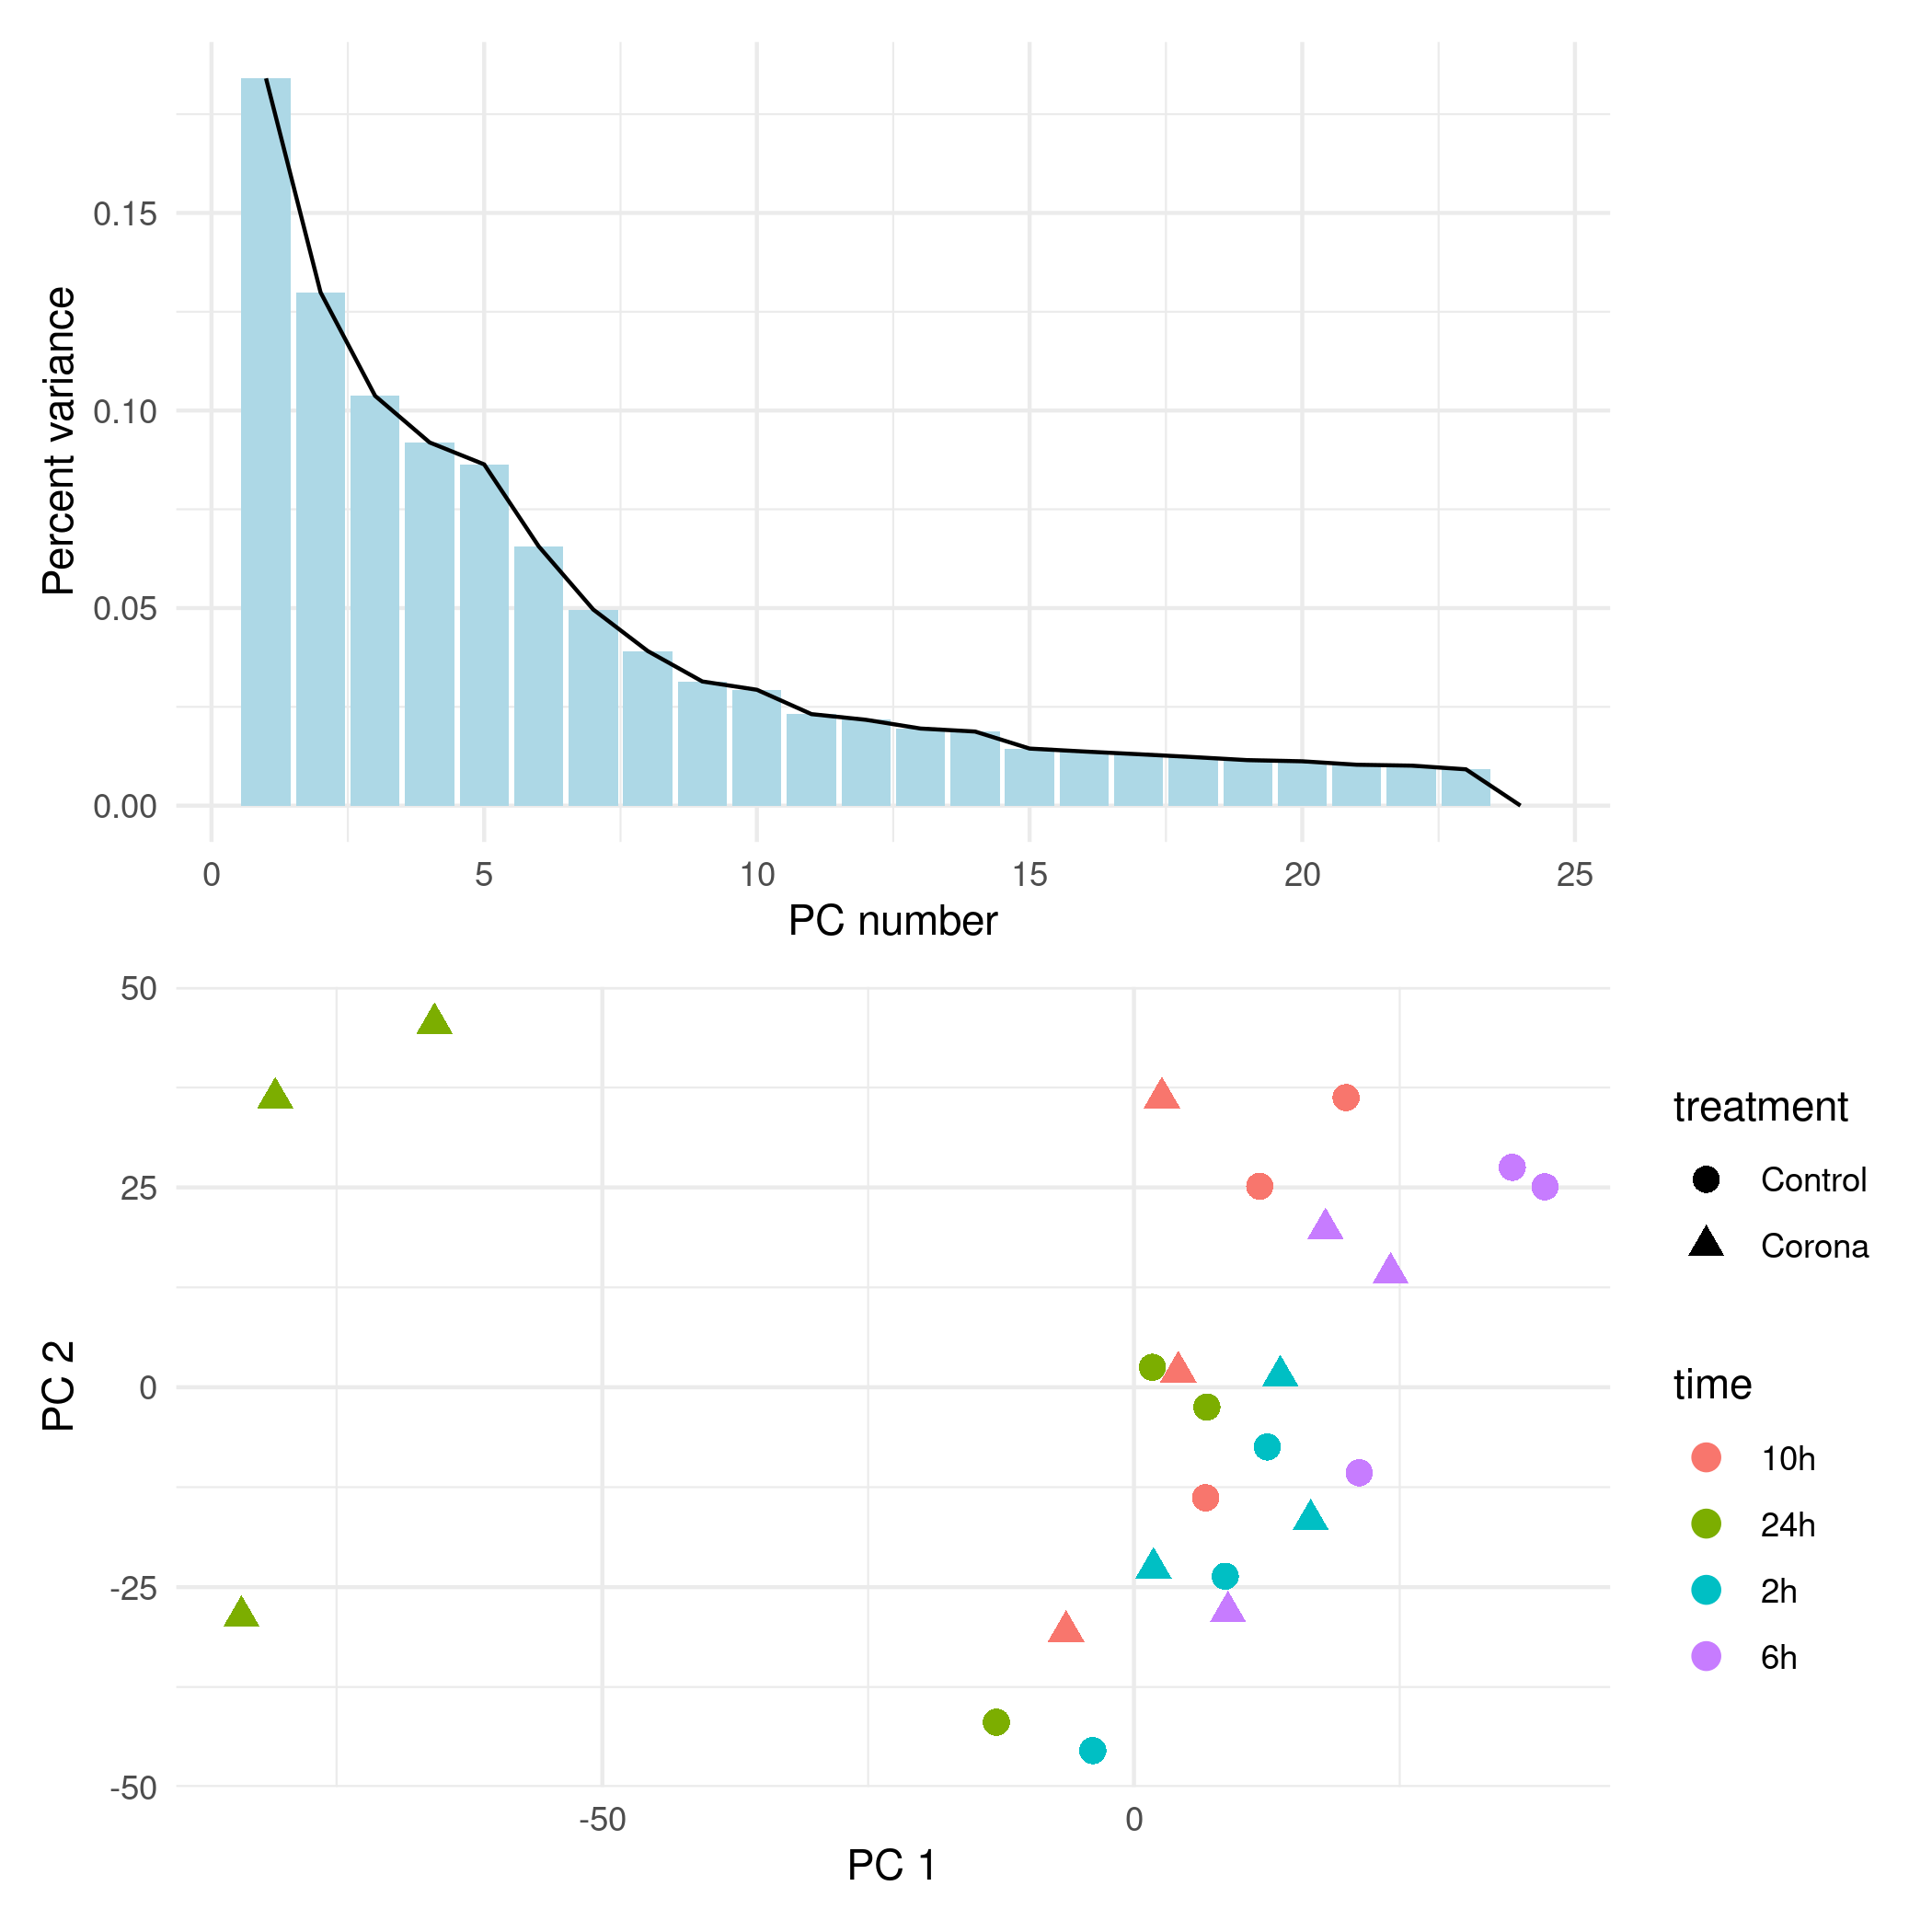 Percent variance
0.15
0.10
0.05
0.00
0 5 10 15 20 25
PC number
PC 2
50
25
0
-25
-50
-50 0
PC 1
treatment
Control
Corona
time
10h
24h
2h
6h